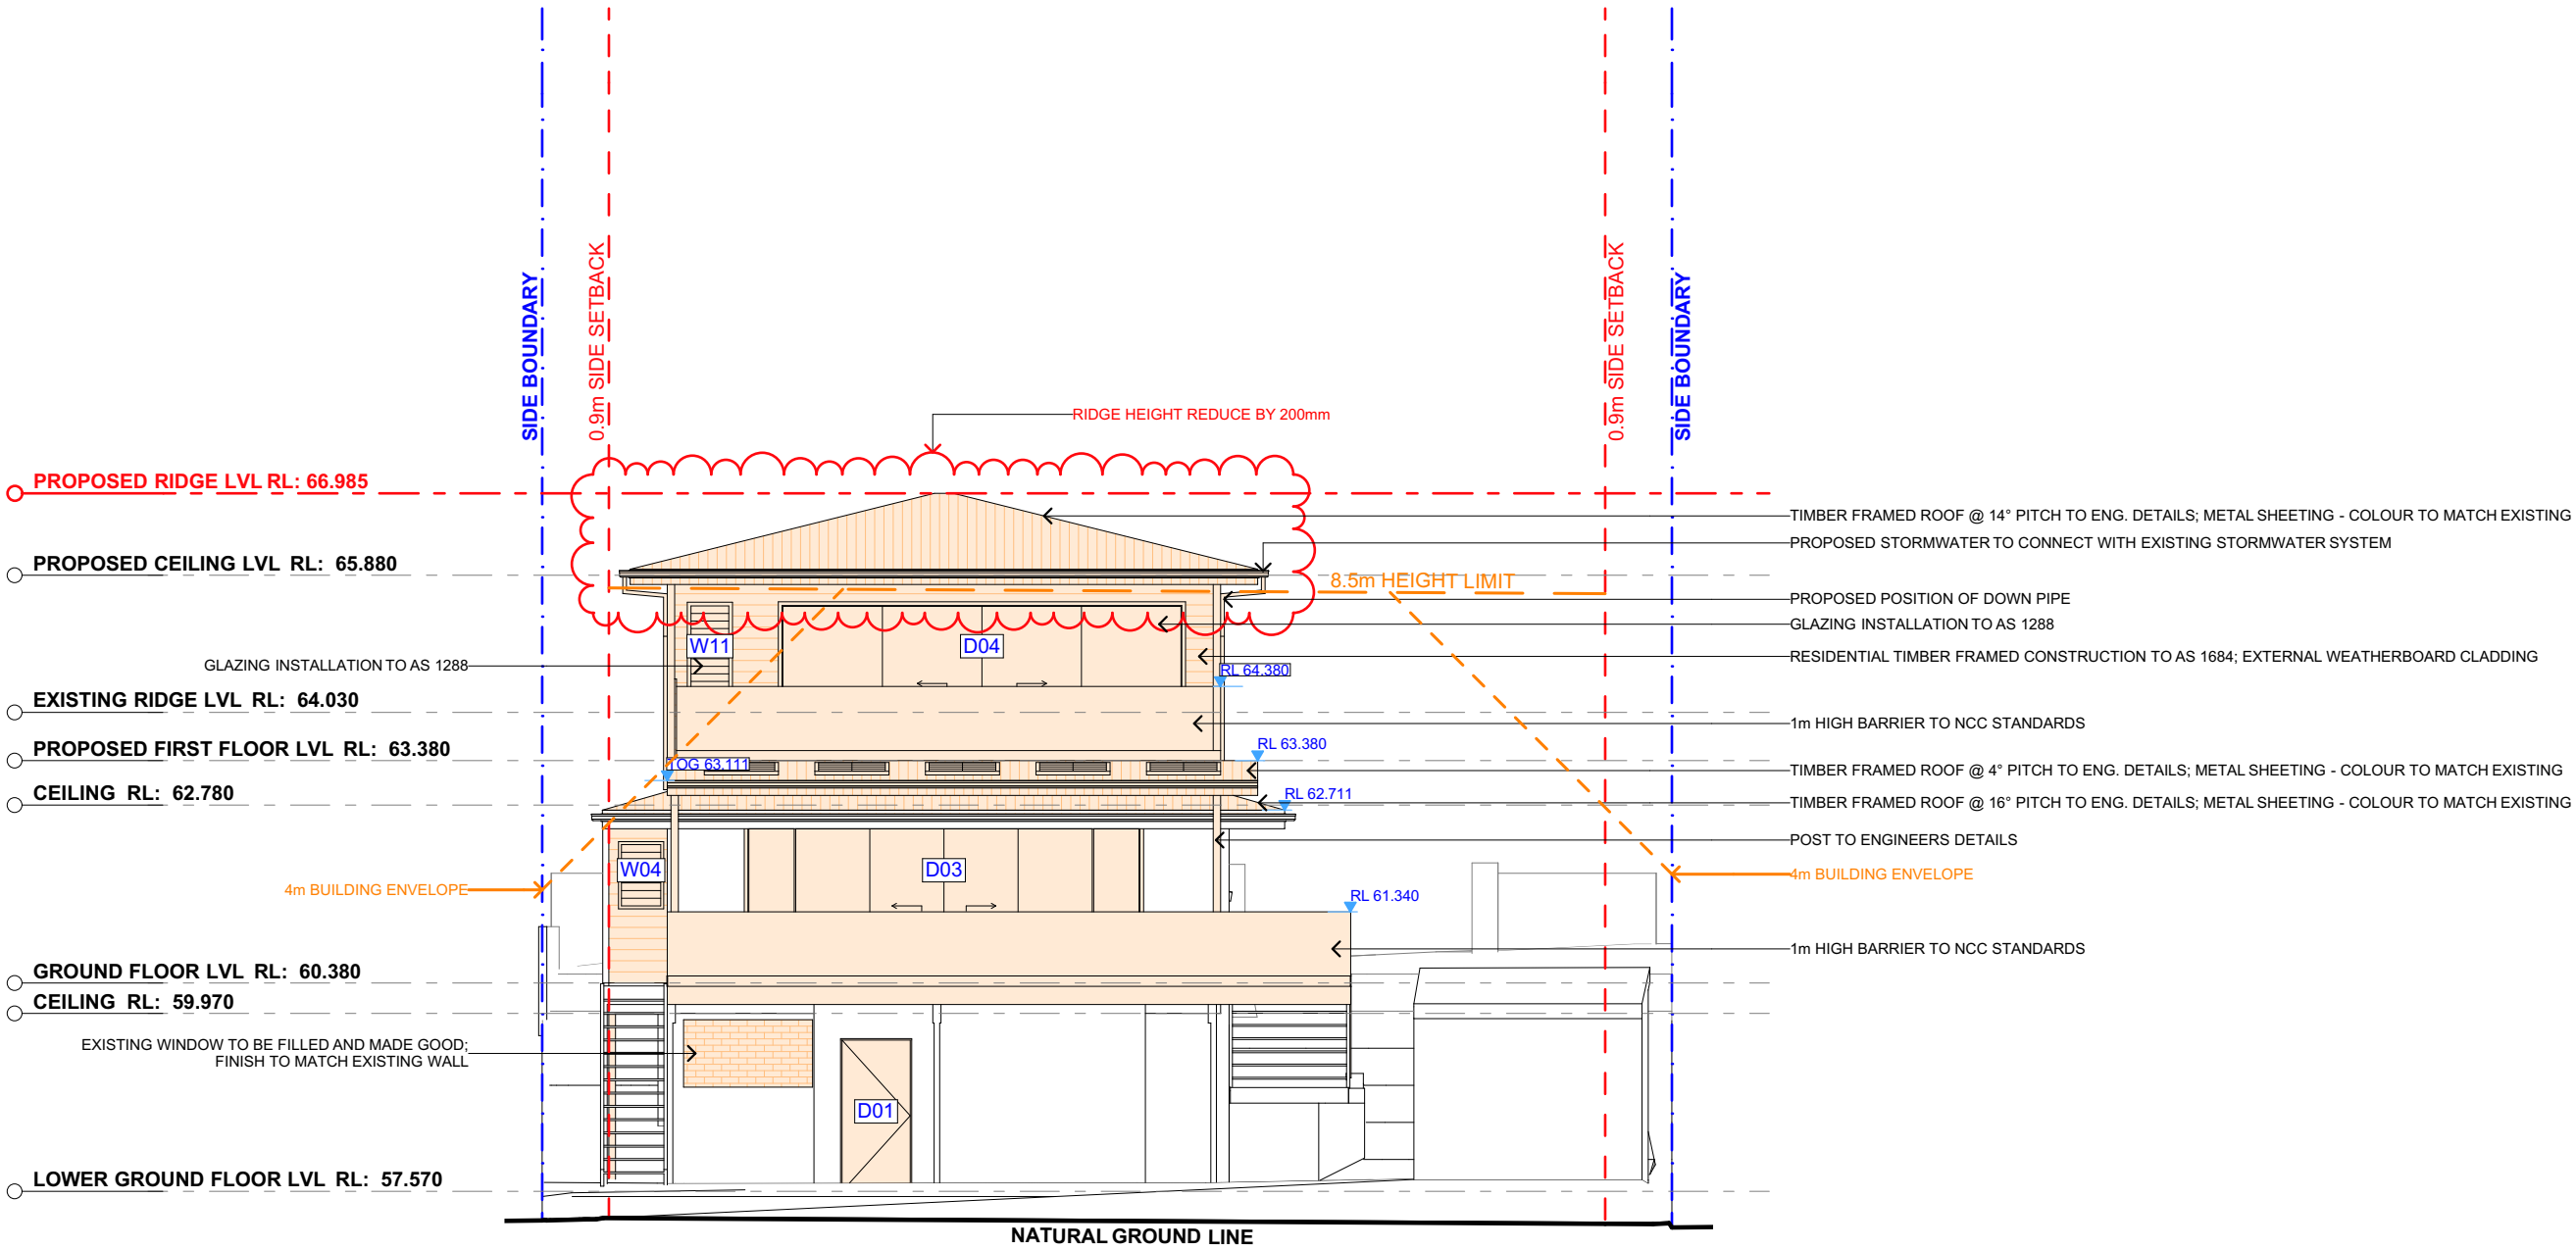 SIDE BOUNDARY
0.9m SIDE SETBACK
0.9m SIDE SETBACK
SIDE BOUNDARY
RIDGE HEIGHT REDUCE BY 200mm
PROPOSED RIDGE LVL RL: 66.985
TIMBER FRAMED ROOF @ 14° PITCH TO ENG. DETAILS; METAL SHEETING - COLOUR TO MATCH EXISTING
PROPOSED STORMWATER TO CONNECT WITH EXISTING STORMWATER SYSTEM
PROPOSED CEILING LVL RL: 65.880
8.5m HEIGHT LIMIT
PROPOSED POSITION OF DOWN PIPE
GLAZING INSTALLATION TO AS 1288
W11
D04
RESIDENTIAL TIMBER FRAMED CONSTRUCTION TO AS 1684; EXTERNAL WEATHERBOARD CLADDING
GLAZING INSTALLATION TO AS 1288
RL 64.380
EXISTING RIDGE LVL RL: 64.030
1m HIGH BARRIER TO NCC STANDARDS
PROPOSED FIRST FLOOR LVL RL: 63.380
RL 63.380
TOG 63.111
TIMBER FRAMED ROOF @ 4° PITCH TO ENG. DETAILS; METAL SHEETING - COLOUR TO MATCH EXISTING
CEILING RL: 62.780
RL 62.711
TIMBER FRAMED ROOF @ 16° PITCH TO ENG. DETAILS; METAL SHEETING - COLOUR TO MATCH EXISTING
POST TO ENGINEERS DETAILS
W04
D03
4m BUILDING ENVELOPE
4m BUILDING ENVELOPE
RL 61.340
1m HIGH BARRIER TO NCC STANDARDS
GROUND FLOOR LVL RL: 60.380
CEILING RL: 59.970
EXISTING WINDOW TO BE FILLED AND MADE GOOD;
FINISH TO MATCH EXISTING WALL
D01
LOWER GROUND FLOOR LVL RL: 57.570
NATURAL GROUND LINE